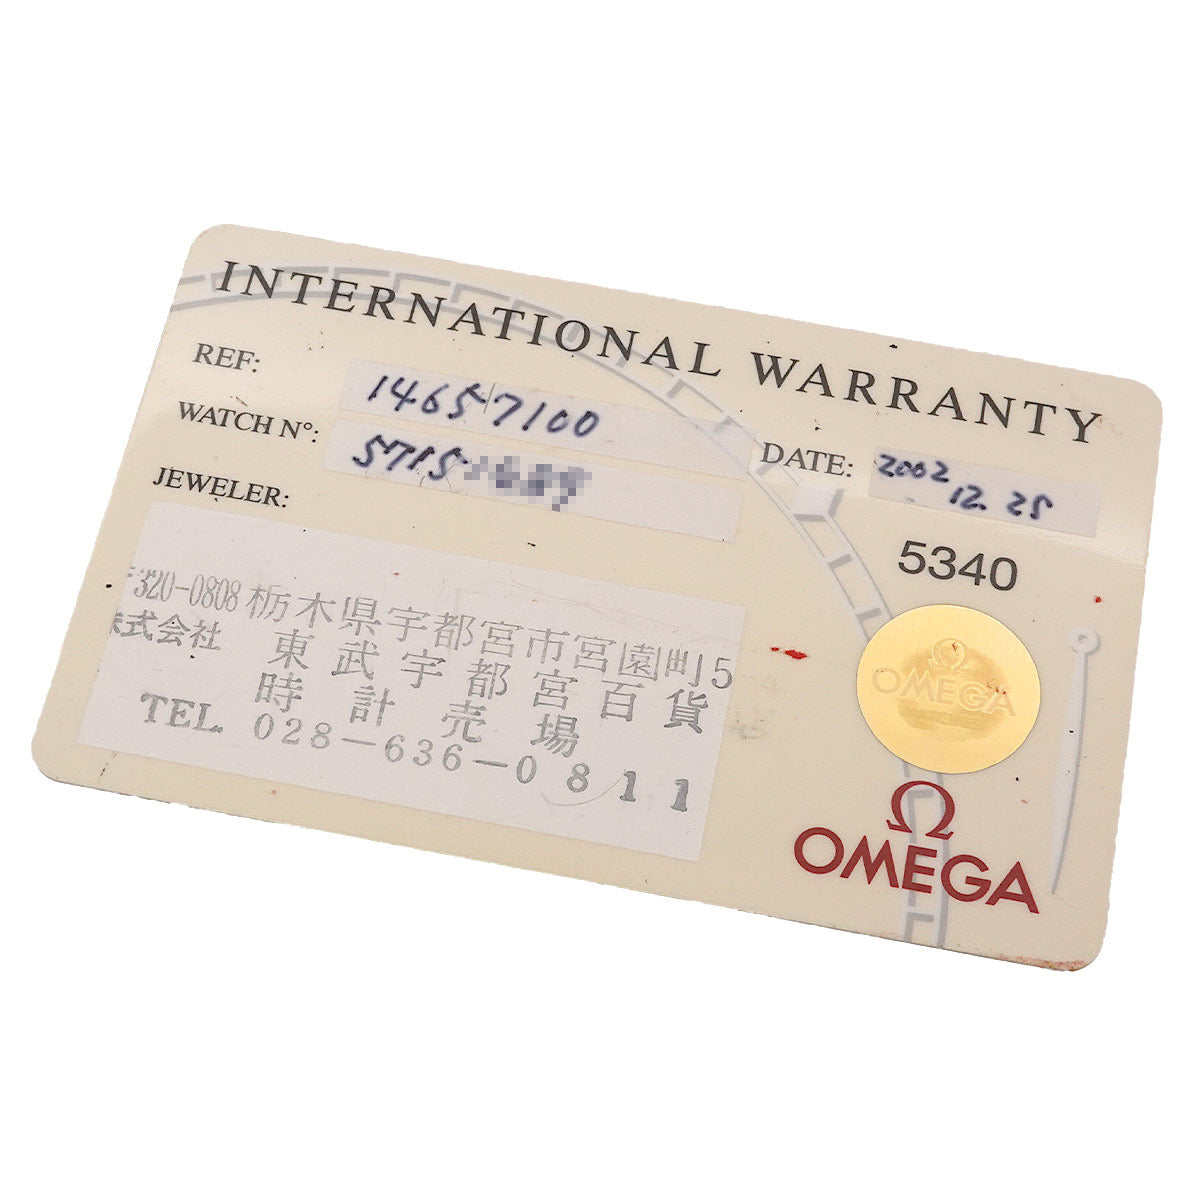 INTERNATIONAL WARRANTY
REF: 14657100
WATCH N°: 5715
DATE: 2002 12. 25
JEWELER:
〒320-0808 栃木県宇都宮市宮園町5
株式会社 東武宇都宮百貨
時計売場
TEL 028-636-0811
5340
OMEGA
Ω
OMEGA